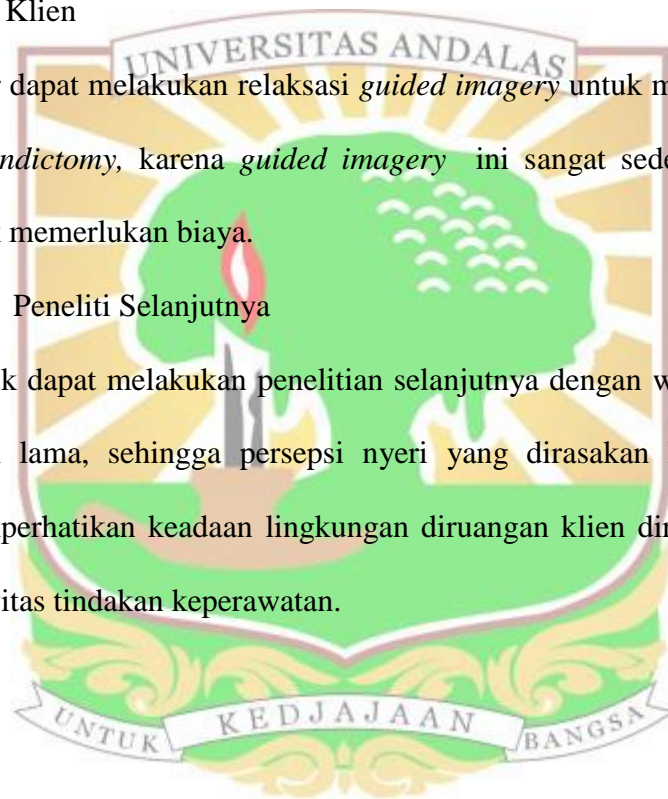 Klien
UNIVERSITAS ANDALAS
dapat melakukan relaksasi guided imagery untuk m
ndictomy, karena guided imagery ini sangat sede
memerlukan biaya.
Peneliti Selanjutnya
k dapat melakukan penelitian selanjutnya dengan w
lama, sehingga persepsi nyeri yang dirasakan
perhatikan keadaan lingkungan diruangan klien dir
itas tindakan keperawatan.
UNTUK KEDJAJAAN BANGSA